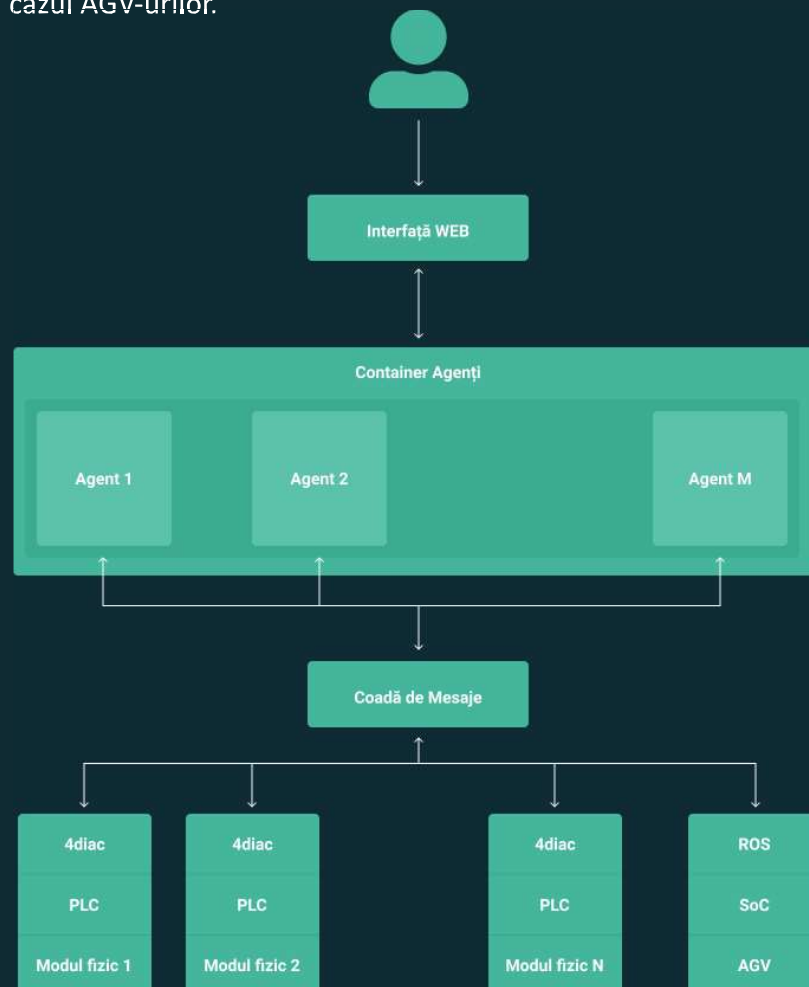 cazul AGV-urilor.
Interfață WEB
Container Agenți
Agent 1
Agent 2
Agent M
Coadă de Mesaje
4diac 4diac 4diac ROS
PLC PLC PLC SoC
Modul fizic 1 Modul fizic 2 Modul fizic N AGV